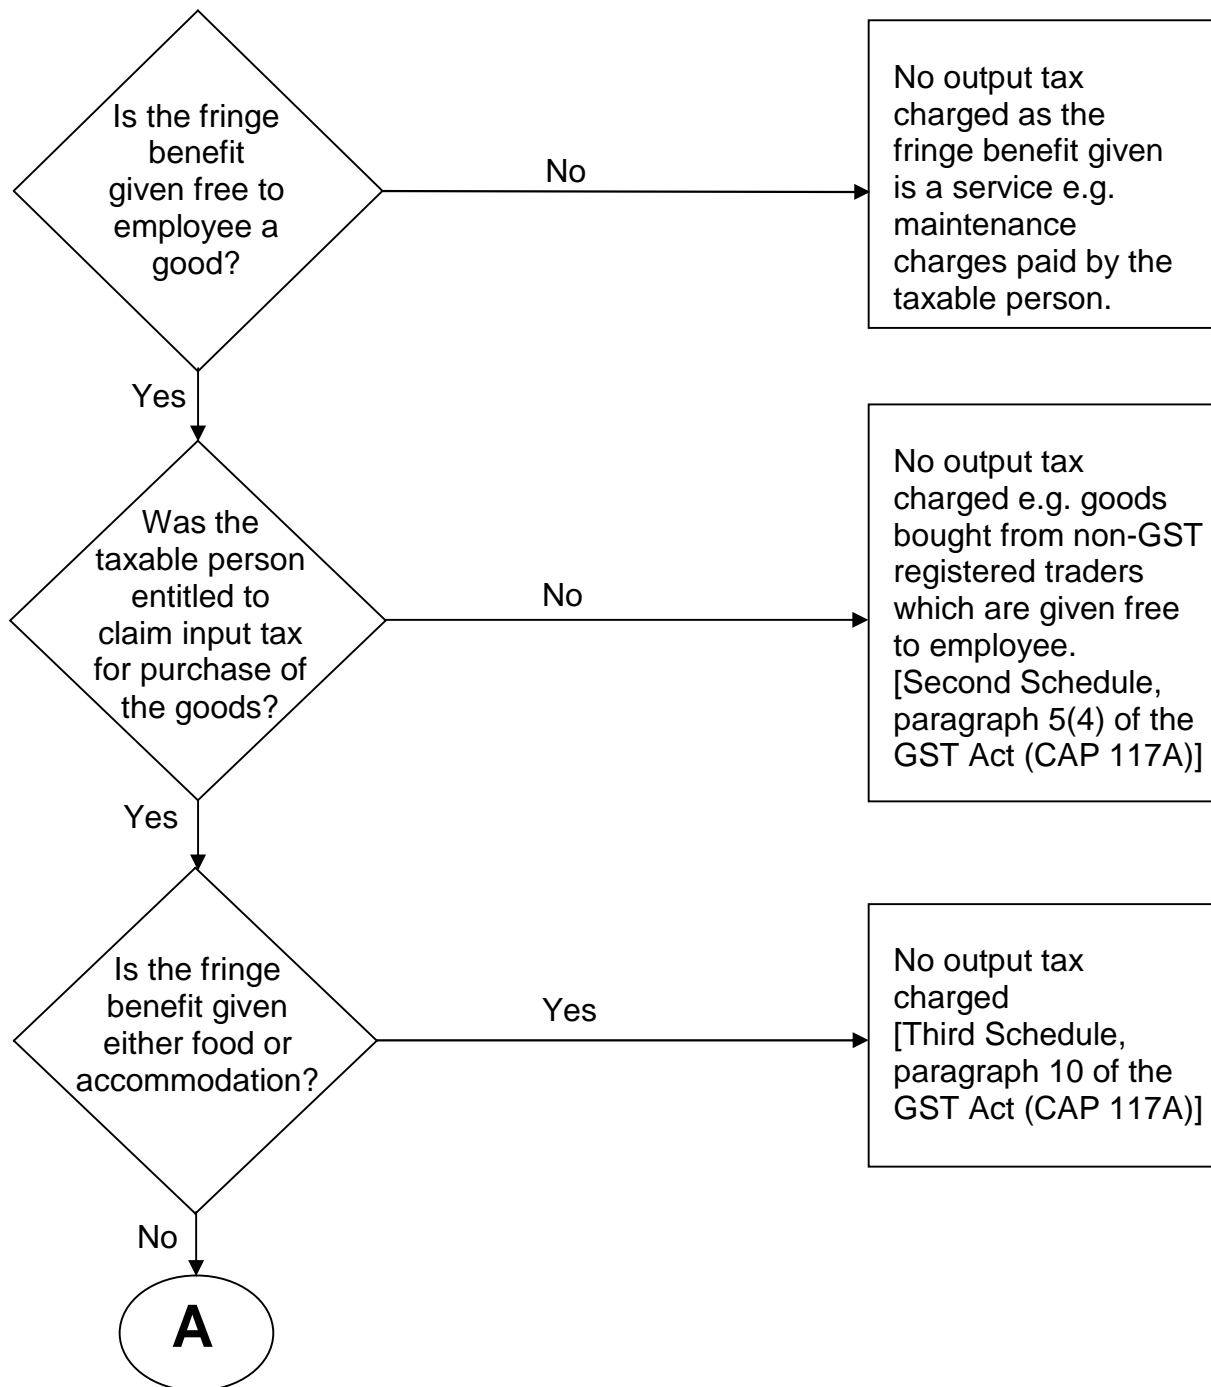 Is the fringe
benefit
given free to
employee a
good?
No
No output tax
charged as the
fringe benefit given
is a service e.g.
maintenance
charges paid by the
taxable person.
Yes
Was the
taxable person
entitled to
claim input tax
for purchase of
the goods?
No
No output tax
charged e.g. goods
bought from non-GST
registered traders
which are given free
to employee.
[Second Schedule,
paragraph 5(4) of the
GST Act (CAP 117A)]
Yes
Is the fringe
benefit given
either food or
accommodation?
Yes
No output tax
charged
[Third Schedule,
paragraph 10 of the
GST Act (CAP 117A)]
No
A